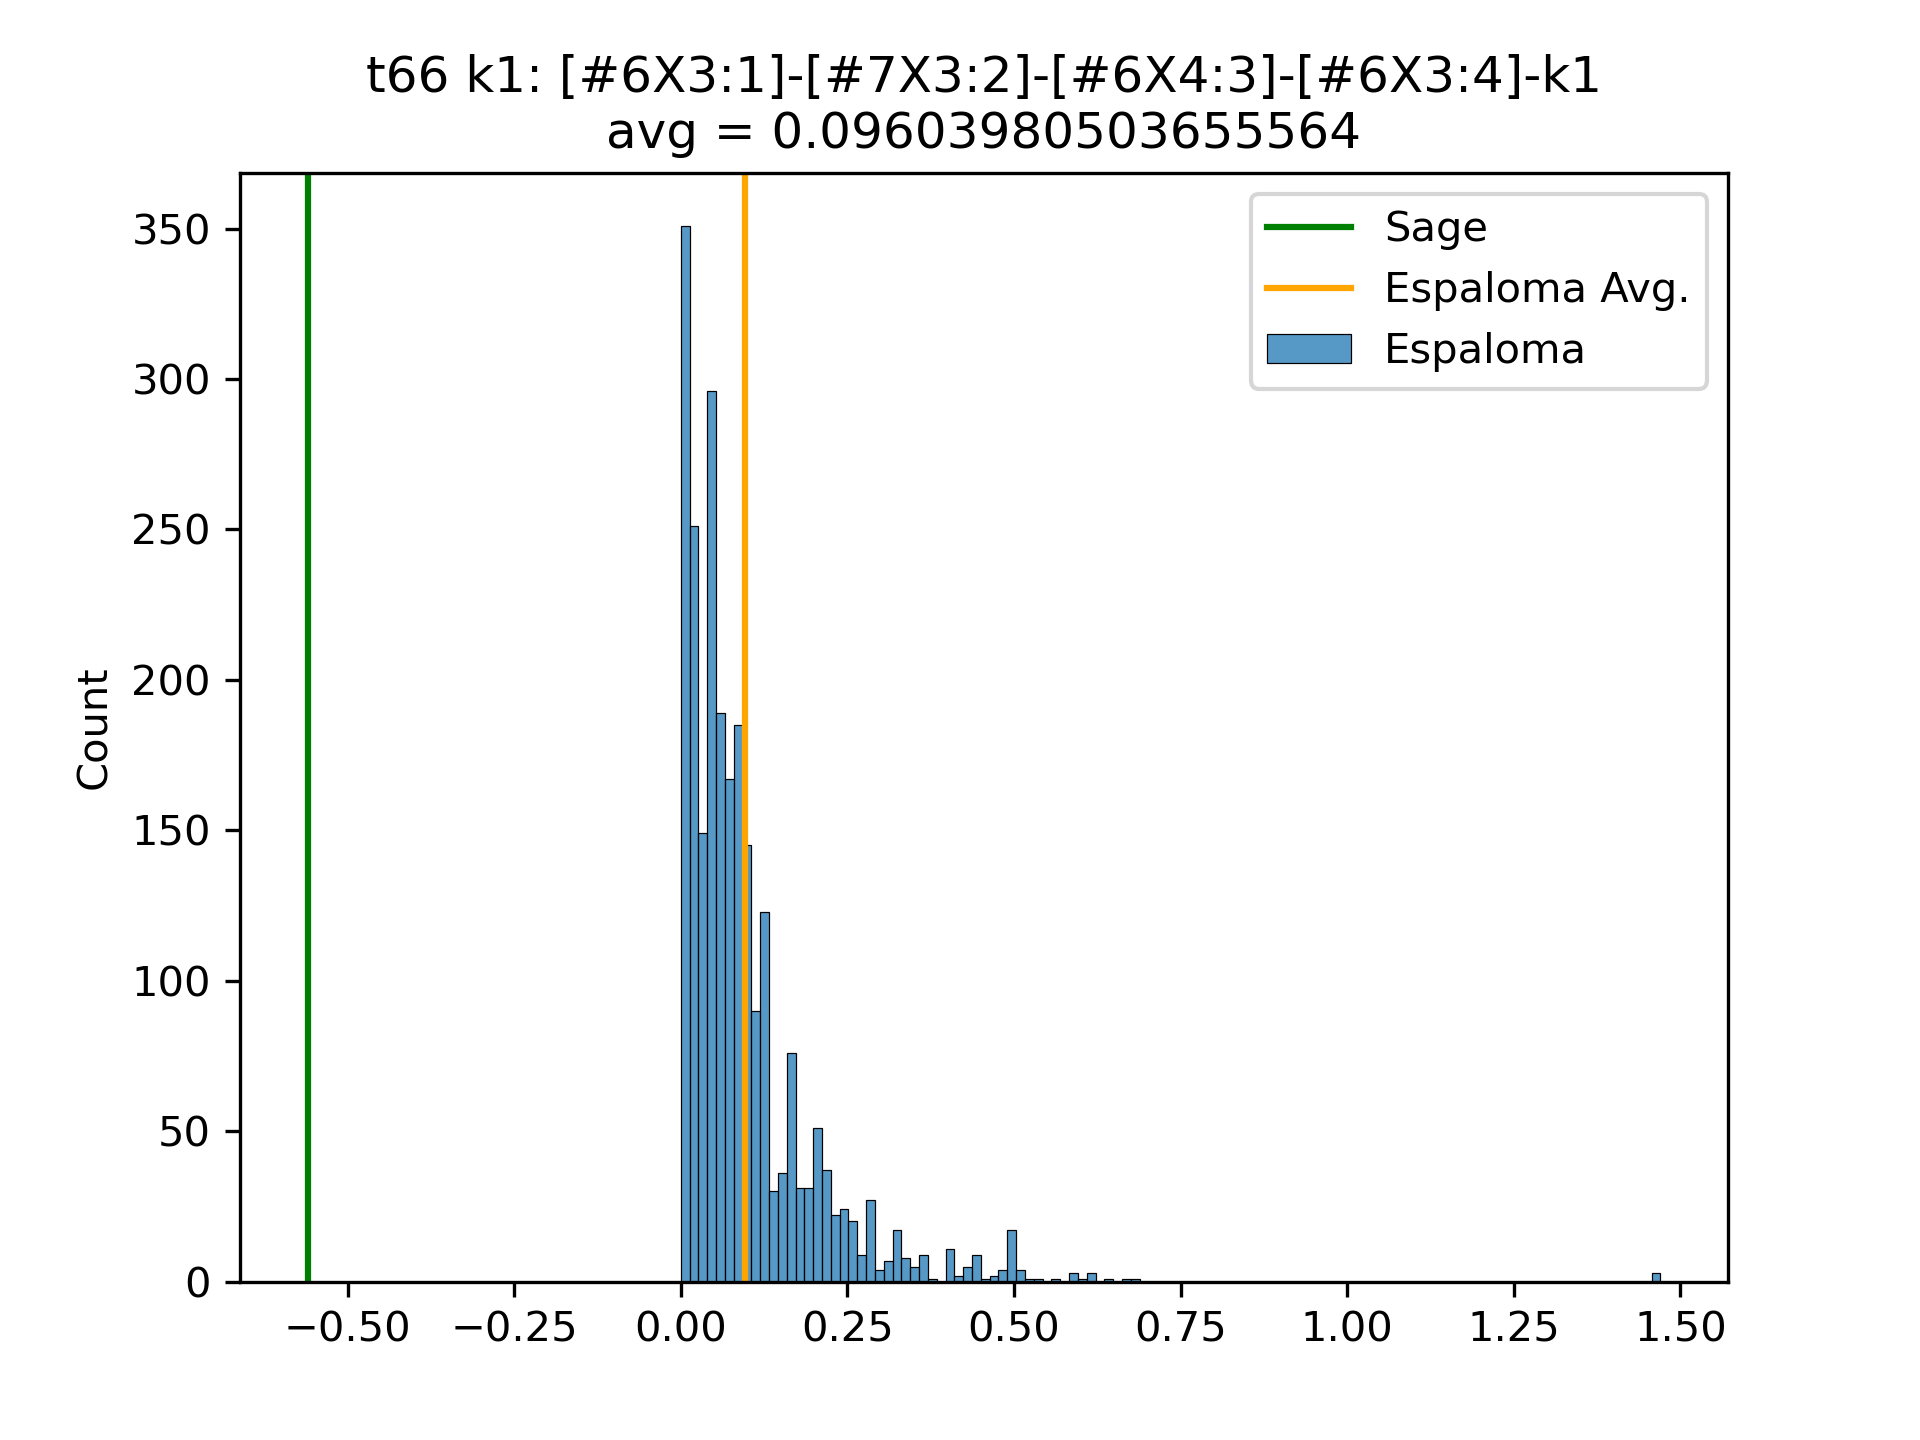 t66 k1: [#6X3:1]-[#7X3:2]-[#6X4:3]-[#6X3:4]-k1
avg = 0.09603980503655564
Sage
Espaloma Avg.
Espaloma
Count
350
300
250
200
150
100
50
0
−0.50 −0.25 0.00 0.25 0.50 0.75 1.00 1.25 1.50